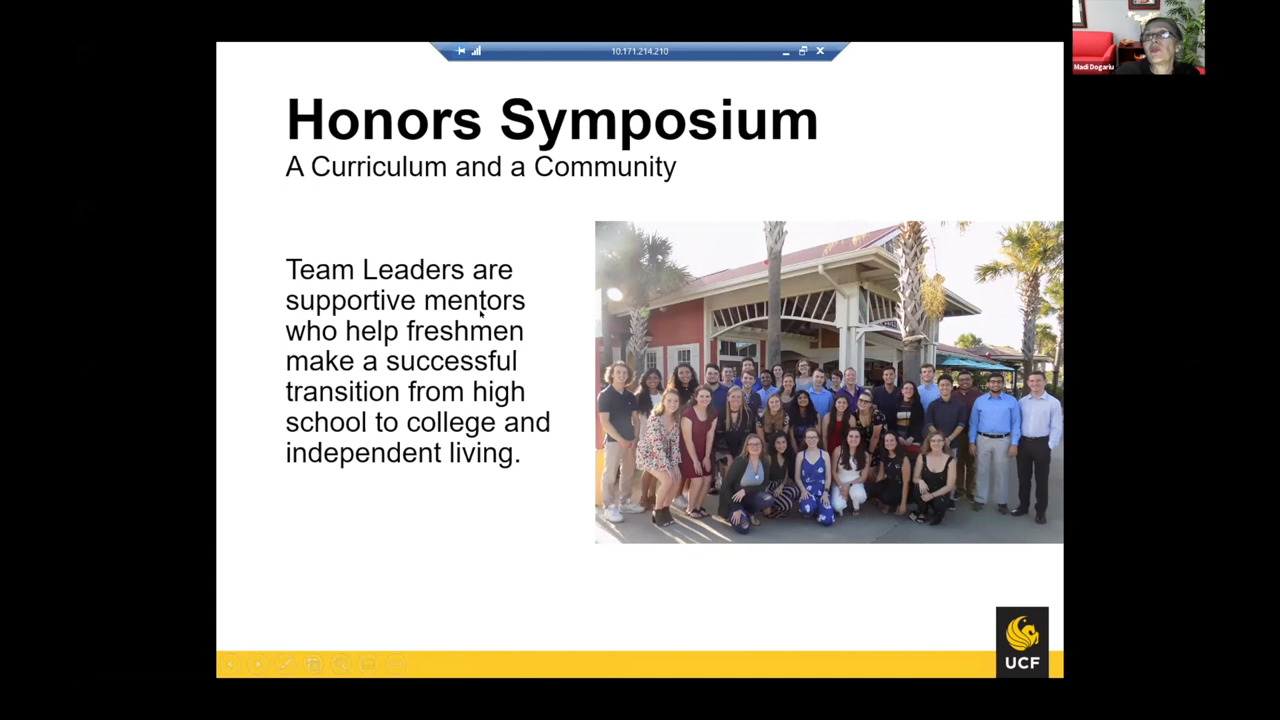 10.171.214.210
Madi Dogariu
Honors Symposium
A Curriculum and a Community
Team Leaders are
supportive mentors
who help freshmen
make a successful
transition from high
school to college and
independent living.
UCF